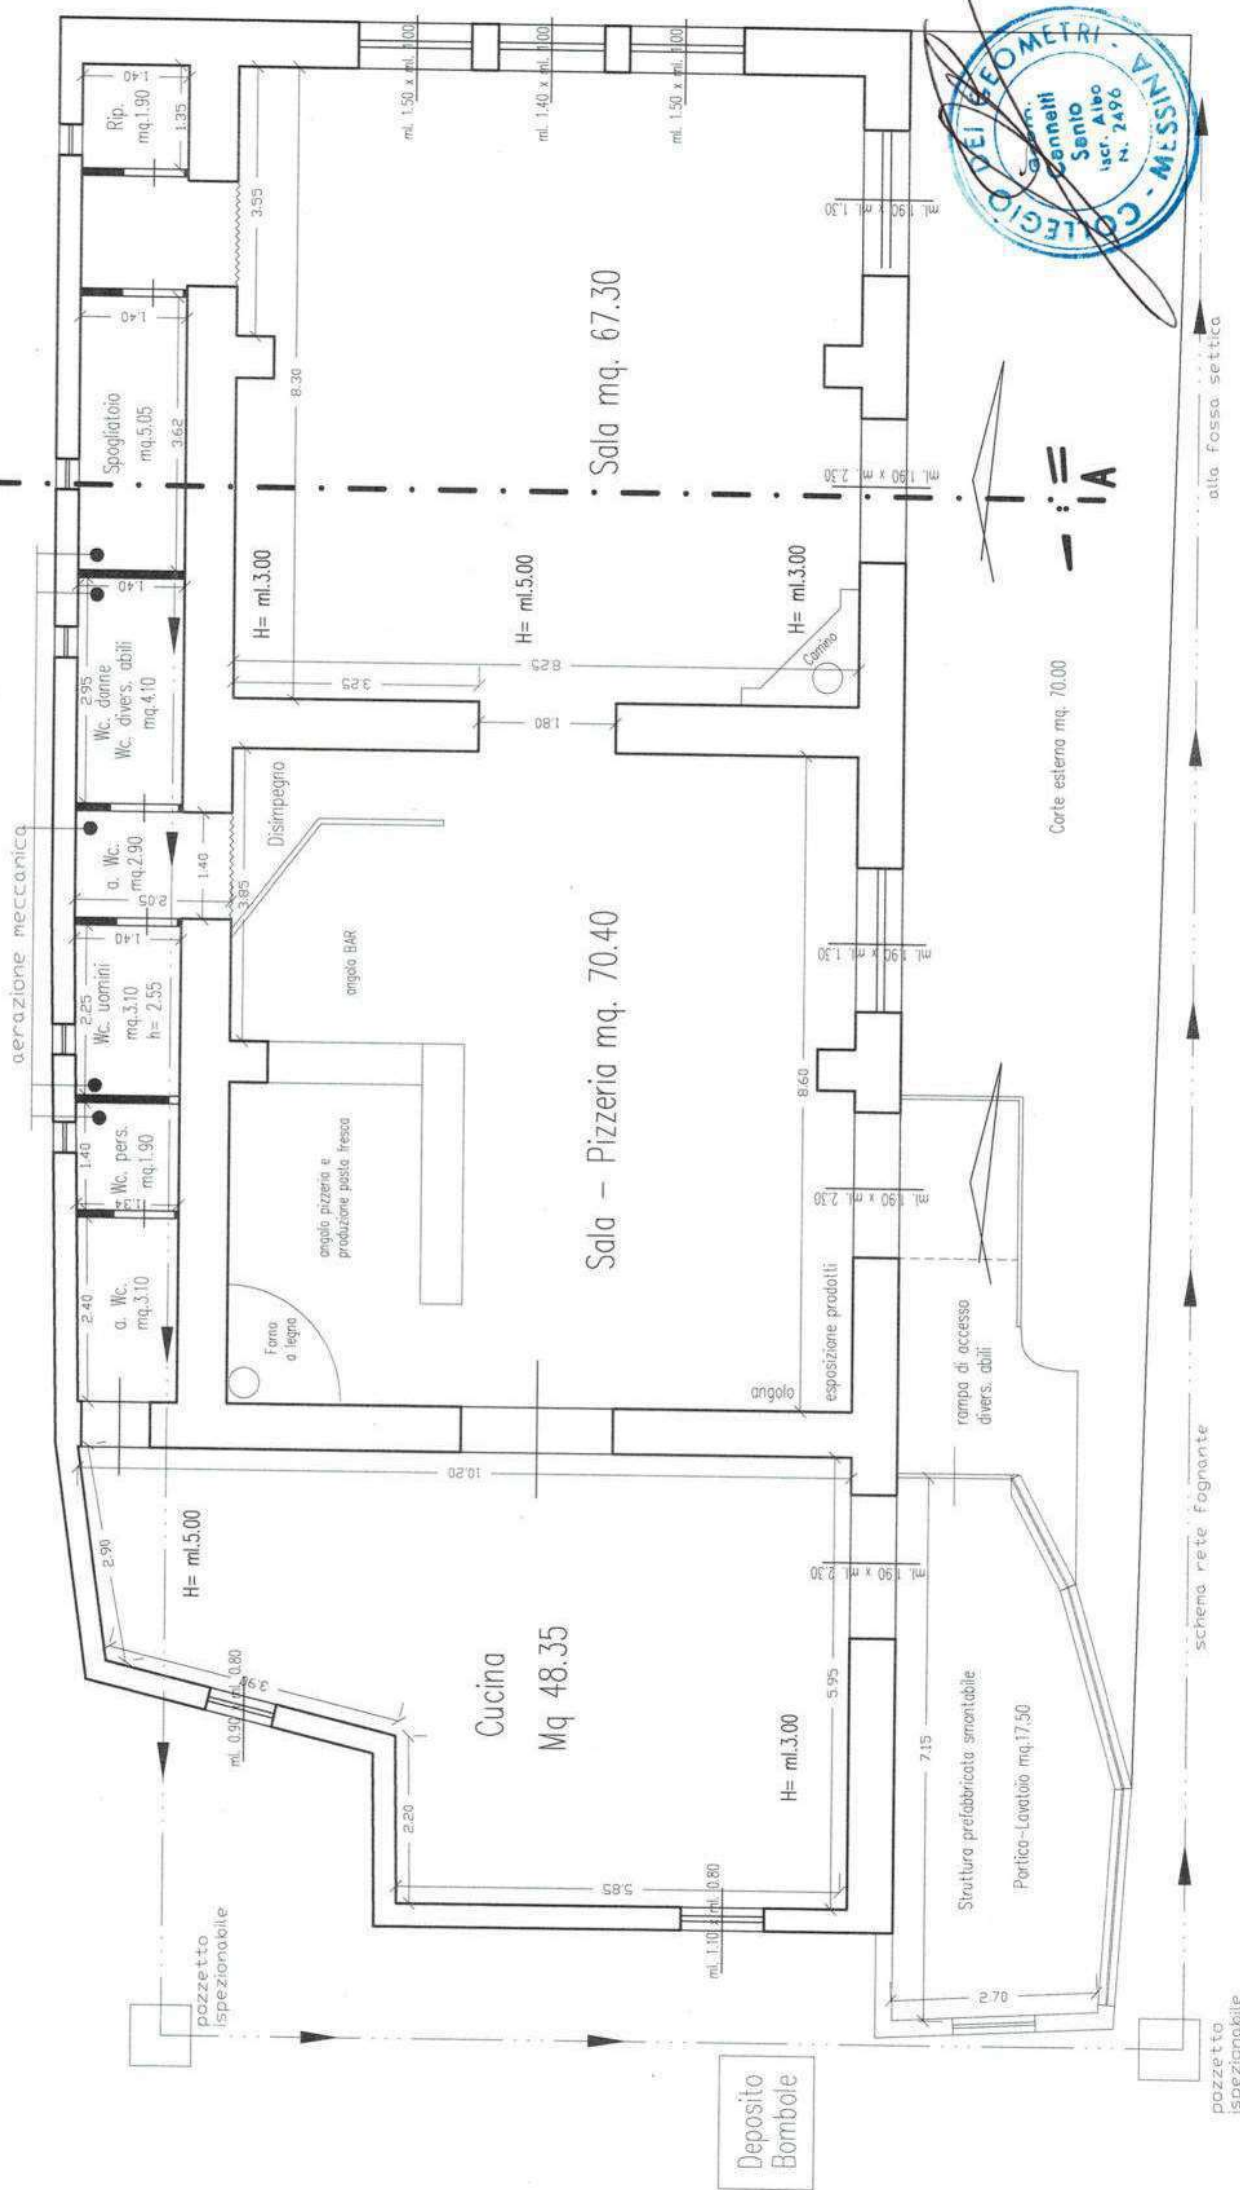 aerazione meccanica
Rip.
mq.1.90
1.40
1.35
Spogliatoio
mq.5.05
1.40
3.62
Wc. donne
Wc. divers. abili
mq.4.10
2.95
1.40
a. Wc.
mq.2.90
2.05
1.40
Wc. uomini
mq.3.10
h= 2.55
2.25
1.40
Wc. pers.
mq.1.90
1.40
1.34
a. Wc.
mq.3.10
2.40
ml. 1.50 x ml. 1.00
ml. 1.40 x ml. 1.00
ml. 1.50 x ml. 1.00
3.55
8.30
Sala mq. 67.30
H= ml.3.00
H= ml.5.00
H= ml.3.00
8.25
3.25
1.80
Camino
ml. 1.90 x ml. 1.30
ml. 1.90 x ml. 2.30
Disimpegno
3.85
angolo BAR
angolo pizzeria e
produzione pasta fresca
Forno
a legna
Sala - Pizzeria mq. 70.40
8.60
angolo
esposizione prodotti
ml. 1.90 x ml. 1.30
ml. 1.90 x ml. 2.30
10.20
2.90
H= ml.5.00
3.90
ml. 0.90 x ml. 0.80
Cucina
Mq 48.35
2.20
5.85
5.95
H= ml.3.00
ml. 1.10 x ml. 0.80
ml. 1.90 x ml. 2.30
7.15
Struttura prefabbricata smontabile
Portico-Lavatoio mq.17.50
2.70
rampa di accesso
divers. abili
Corte esterna mq. 70.00
A
alla fossa settica
schema rete fognante
pozzetto
ispezionabile
pozzetto
ispezionabile
Deposito
Bombole
COLLEGIO DEI GEOMETRI - MESSINA
Geom.
Cannetti
Santo
Iscr. Albo
N. 2496